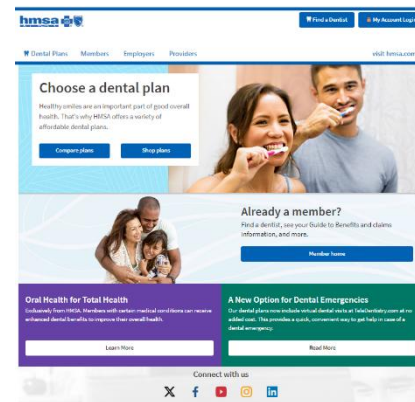 hmsa
Find a Dentist
My Account Login
Dental Plans
Members
Employers
Providers
visit hmsa.com
Choose a dental plan
Healthy smiles are an important part of good overall
health. That's why HMSA offers a variety of
affordable dental plans.
Compare plans
Shop plans
Already a member?
Find a dentist, see your Guide to Benefits and claims
information, and more.
Member home
Oral Health for Total Health
Exclusively from HMSA. Members with certain medical conditions can receive
enhanced dental benefits to improve their overall health.
Learn More
A New Option for Dental Emergencies
Our dental plans now include virtual dental visits at TeleDentistry.com at no
added cost. This provides a quick, convenient way to get help in case of a
dental emergency.
Read More
Connect with us